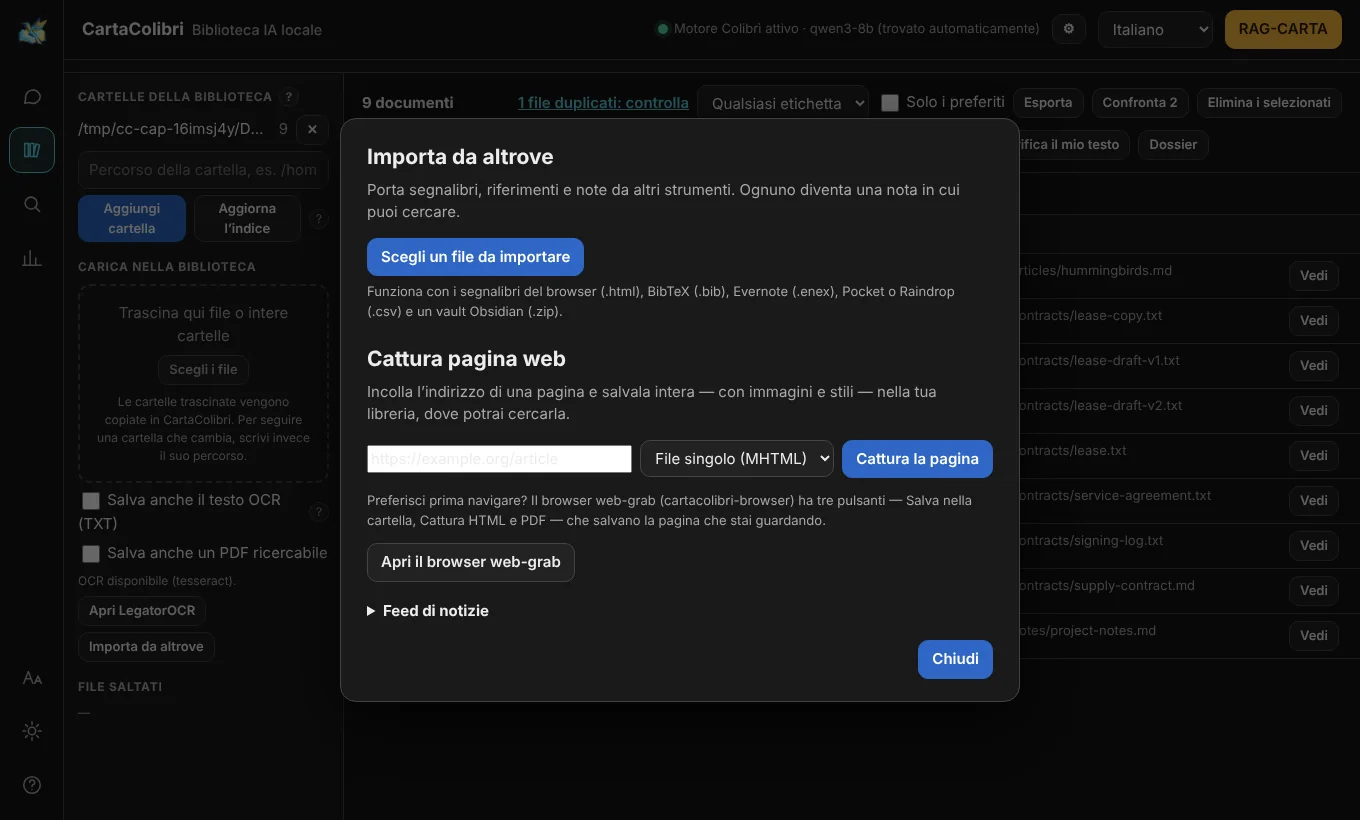 CartaColibri Biblioteca IA locale
Motore Colibrì attivo · qwen3-8b (trovato automaticamente)
Italiano
RAG-CARTA
CARTELLE DELLA BIBLIOTECA ?
/tmp/cc-cap-16imsj4y/D... 9 ✕
Percorso della cartella, es. /hom
Aggiungi
cartella
Aggiorna
l’indice
?
CARICA NELLA BIBLIOTECA
Trascina qui file o intere
cartelle
Scegli i file
Le cartelle trascinate vengono
copiate in CartaColibri. Per seguire
una cartella che cambia, scrivi invece
il suo percorso.
Salva anche il testo OCR
(TXT)
?
Salva anche un PDF ricercabile
OCR disponibile (tesseract).
Apri LegatorOCR
Importa da altrove
FILE SALTATI
—
AA
?
9 documenti
1 file duplicati: controlla
Qualsiasi etichetta
Solo i preferiti
Esporta
Confronta 2
Elimina i selezionati
ifica il mio testo
Dossier
Importa da altrove
Porta segnalibri, riferimenti e note da altri strumenti. Ognuno diventa una nota in cui
puoi cercare.
Scegli un file da importare
Funziona con i segnalibri del browser (.html), BibTeX (.bib), Evernote (.enex), Pocket o Raindrop
(.csv) e un vault Obsidian (.zip).
Cattura pagina web
Incolla l’indirizzo di una pagina e salvala intera — con immagini e stili — nella tua
libreria, dove potrai cercarla.
https://example.org/article
File singolo (MHTML)
Cattura la pagina
Preferisci prima navigare? Il browser web-grab (cartacolibri-browser) ha tre pulsanti — Salva nella
cartella, Cattura HTML e PDF — che salvano la pagina che stai guardando.
Apri il browser web-grab
Feed di notizie
Chiudi
rticles/hummingbirds.md Vedi
ontracts/lease-copy.txt Vedi
ontracts/lease-draft-v1.txt Vedi
ontracts/lease-draft-v2.txt Vedi
ontracts/lease.txt Vedi
ontracts/service-agreement.txt Vedi
ontracts/signing-log.txt Vedi
ontracts/supply-contract.md Vedi
otes/project-notes.md Vedi